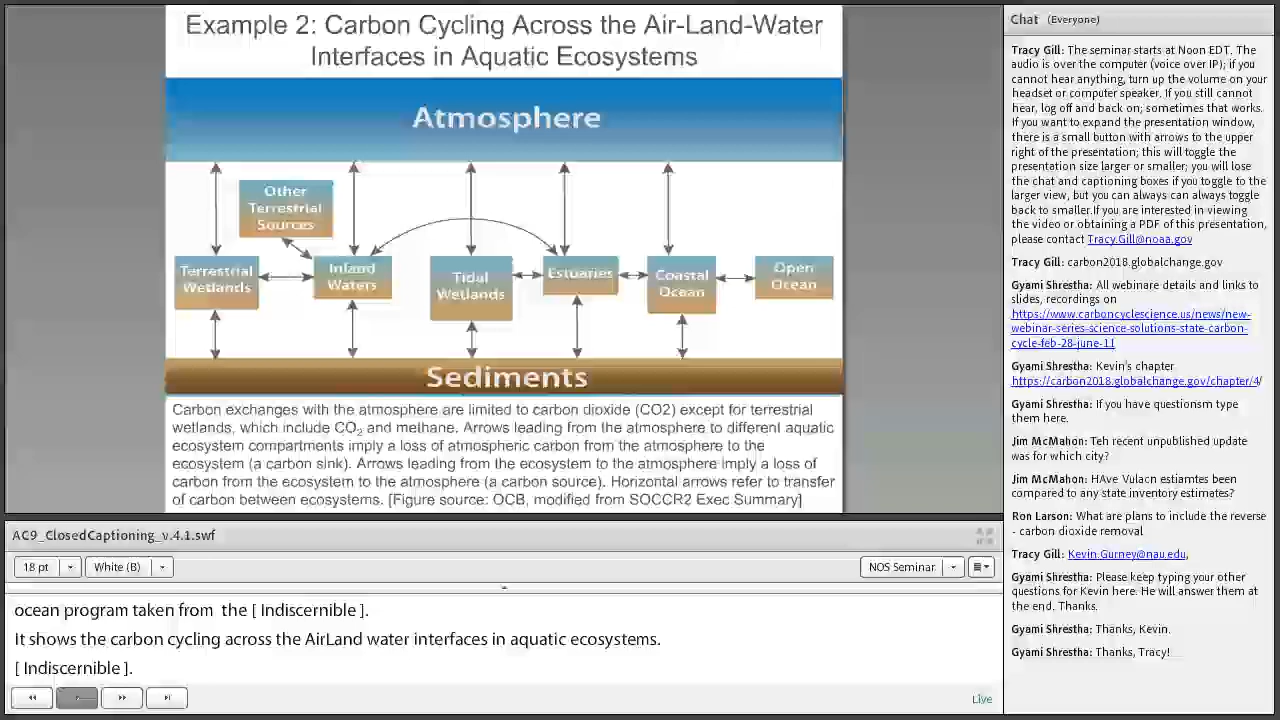 Example 2: Carbon Cycling Across the Air-Land-Water
Interfaces in Aquatic Ecosystems
Atmosphere
Other
Terrestrial
Sources
Terrestrial
Wetlands
Inland
Waters
Tidal
Wetlands
Estuaries
Coastal
Ocean
Open
Ocean
Sediments
Carbon exchanges with the atmosphere are limited to carbon dioxide (CO2) except for terrestrial
wetlands, which include CO₂ and methane. Arrows leading from the atmosphere to different aquatic
ecosystem compartments imply a loss of atmospheric carbon from the atmosphere to the
ecosystem (a carbon sink). Arrows leading from the ecosystem to the atmosphere imply a loss of
carbon from the ecosystem to the atmosphere (a carbon source). Horizontal arrows refer to transfer
of carbon between ecosystems. [Figure source: OCB, modified from SOCCR2 Exec Summary]
AC9_ClosedCaptioning_v.4.1.swf
18 pt
White (B)
NOS Seminar
ocean program taken from the [ Indiscernible ].
It shows the carbon cycling across the AirLand water interfaces in aquatic ecosystems.
[ Indiscernible ].
Live
Chat (Everyone)
Tracy Gill: The seminar starts at Noon EDT. The
audio is over the computer (voice over IP); if you
cannot hear anything, turn up the volume on your
headset or computer speaker. If you still cannot
hear, log off and back on; sometimes that works.
If you want to expand the presentation window,
there is a small button with arrows to the upper
right of the presentation; this will toggle the
presentation size larger or smaller; you will lose
the chat and captioning boxes if you toggle to the
larger view, but you can always can always toggle
back to smaller.If you are interested in viewing
the video or obtaining a PDF of this presentation,
please contact Tracy.Gill@noaa.gov
Tracy Gill: carbon2018.globalchange.gov
Gyami Shrestha: All webinare details and links to
slides, recordings on
https://www.carboncyclescience.us/news/new-
webinar-series-science-solutions-state-carbon-
cycle-feb-28-june-11
Gyami Shrestha: Kevin's chapter
https://carbon2018.globalchange.gov/chapter/4/
Gyami Shrestha: If you have questionsm type
them here.
Jim McMahon: Teh recent unpublished update
was for which city?
Jim McMahon: HAve Vulacn estiamtes been
compared to any state inventory estimates?
Ron Larson: What are plans to include the reverse
- carbon dioxide removal
Tracy Gill: Kevin.Gurney@nau.edu,
Gyami Shrestha: Please keep typing your other
questions for Kevin here. He will answer them at
the end. Thanks.
Gyami Shrestha: Thanks, Kevin.
Gyami Shrestha: Thanks, Tracy!